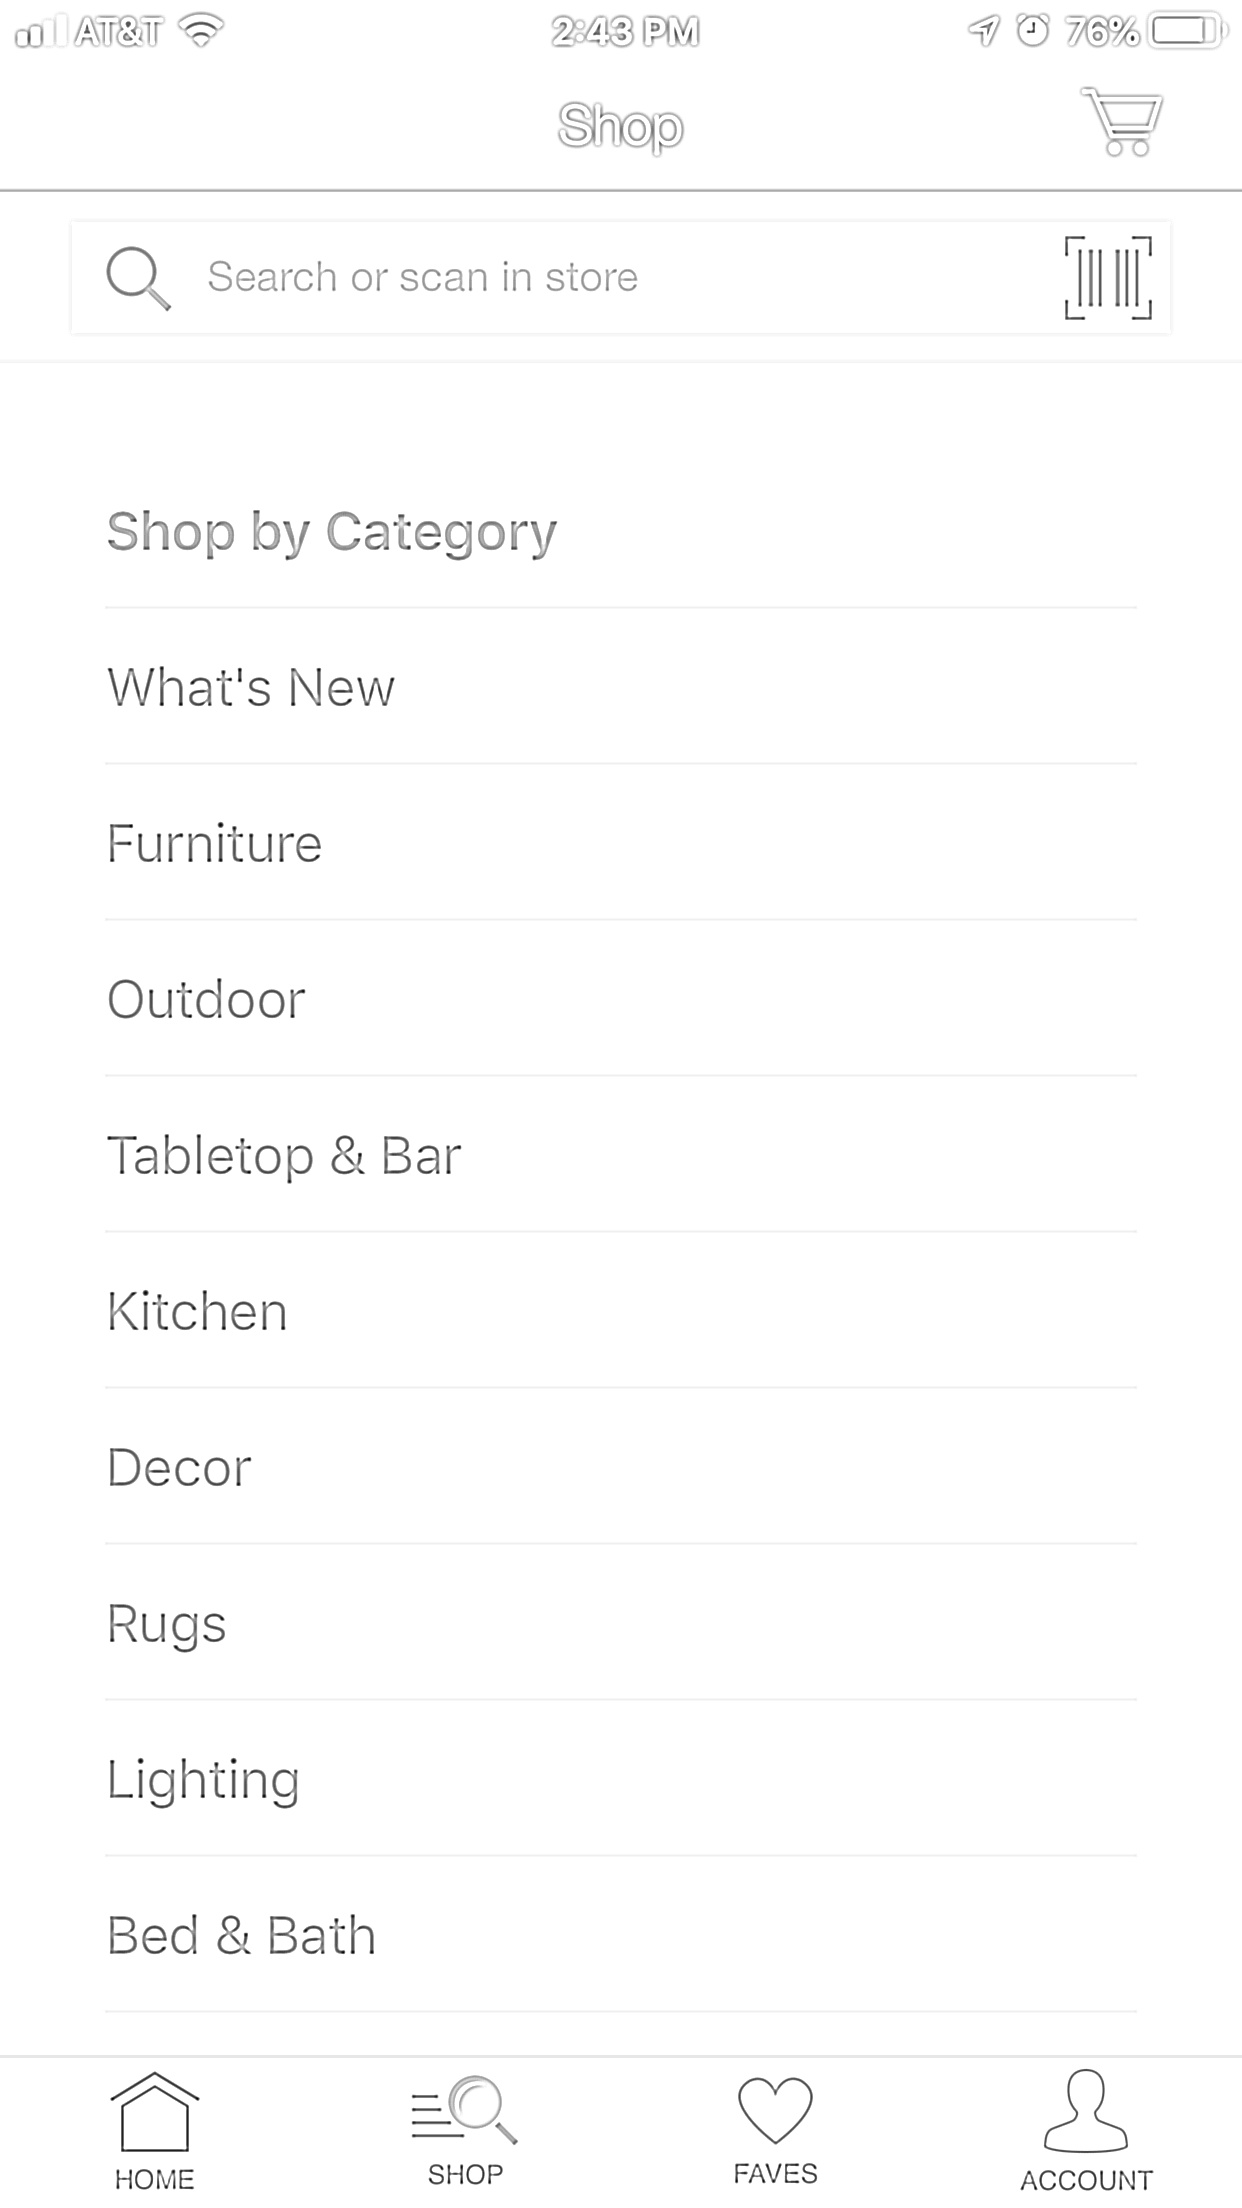 AT&T 2:43 PM 76%
Shop
Search or scan in store
Shop by Category
What's New
Furniture
Outdoor
Tabletop & Bar
Kitchen
Decor
Rugs
Lighting
Bed & Bath
HOME SHOP FAVES ACCOUNT